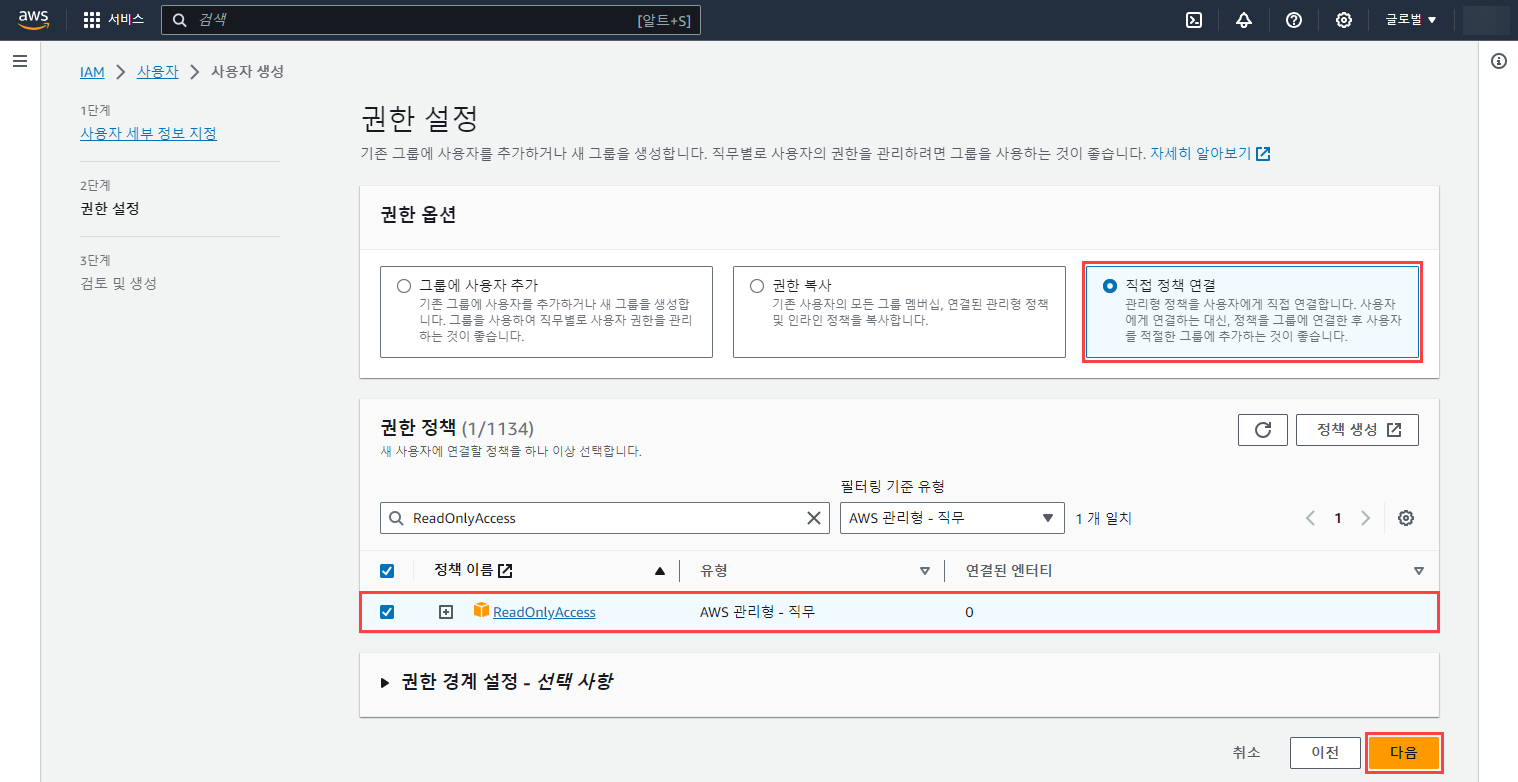 aws
서비스
검색
[알트+S]
글로벌
IAM
사용자
사용자 생성
1단계
사용자 세부 정보 지정
2단계
권한 설정
3단계
검토 및 생성
권한 설정
기존 그룹에 사용자를 추가하거나 새 그룹을 생성합니다. 직무별로 사용자의 권한을 관리하려면 그룹을 사용하는 것이 좋습니다. 자세히 알아보기
권한 옵션
그룹에 사용자 추가
기존 그룹에 사용자를 추가하거나 새 그룹을 생성합
니다. 그룹을 사용하여 직무별로 사용자 권한을 관리
하는 것이 좋습니다.
권한 복사
기존 사용자의 모든 그룹 멤버십, 연결된 관리형 정책
및 인라인 정책을 복사합니다.
직접 정책 연결
관리형 정책을 사용자에게 직접 연결합니다. 사용자
에게 연결하는 대신, 정책을 그룹에 연결한 후 사용자
를 적절한 그룹에 추가하는 것이 좋습니다.
권한 정책 (1/1134)
새 사용자에 연결할 정책을 하나 이상 선택합니다.
정책 생성
필터링 기준 유형
ReadOnlyAccess
AWS 관리형 - 직무
1 개 일치
1
정책 이름
유형
연결된 엔터티
ReadOnlyAccess
AWS 관리형 - 직무
0
권한 경계 설정 - 선택 사항
취소
이전
다음